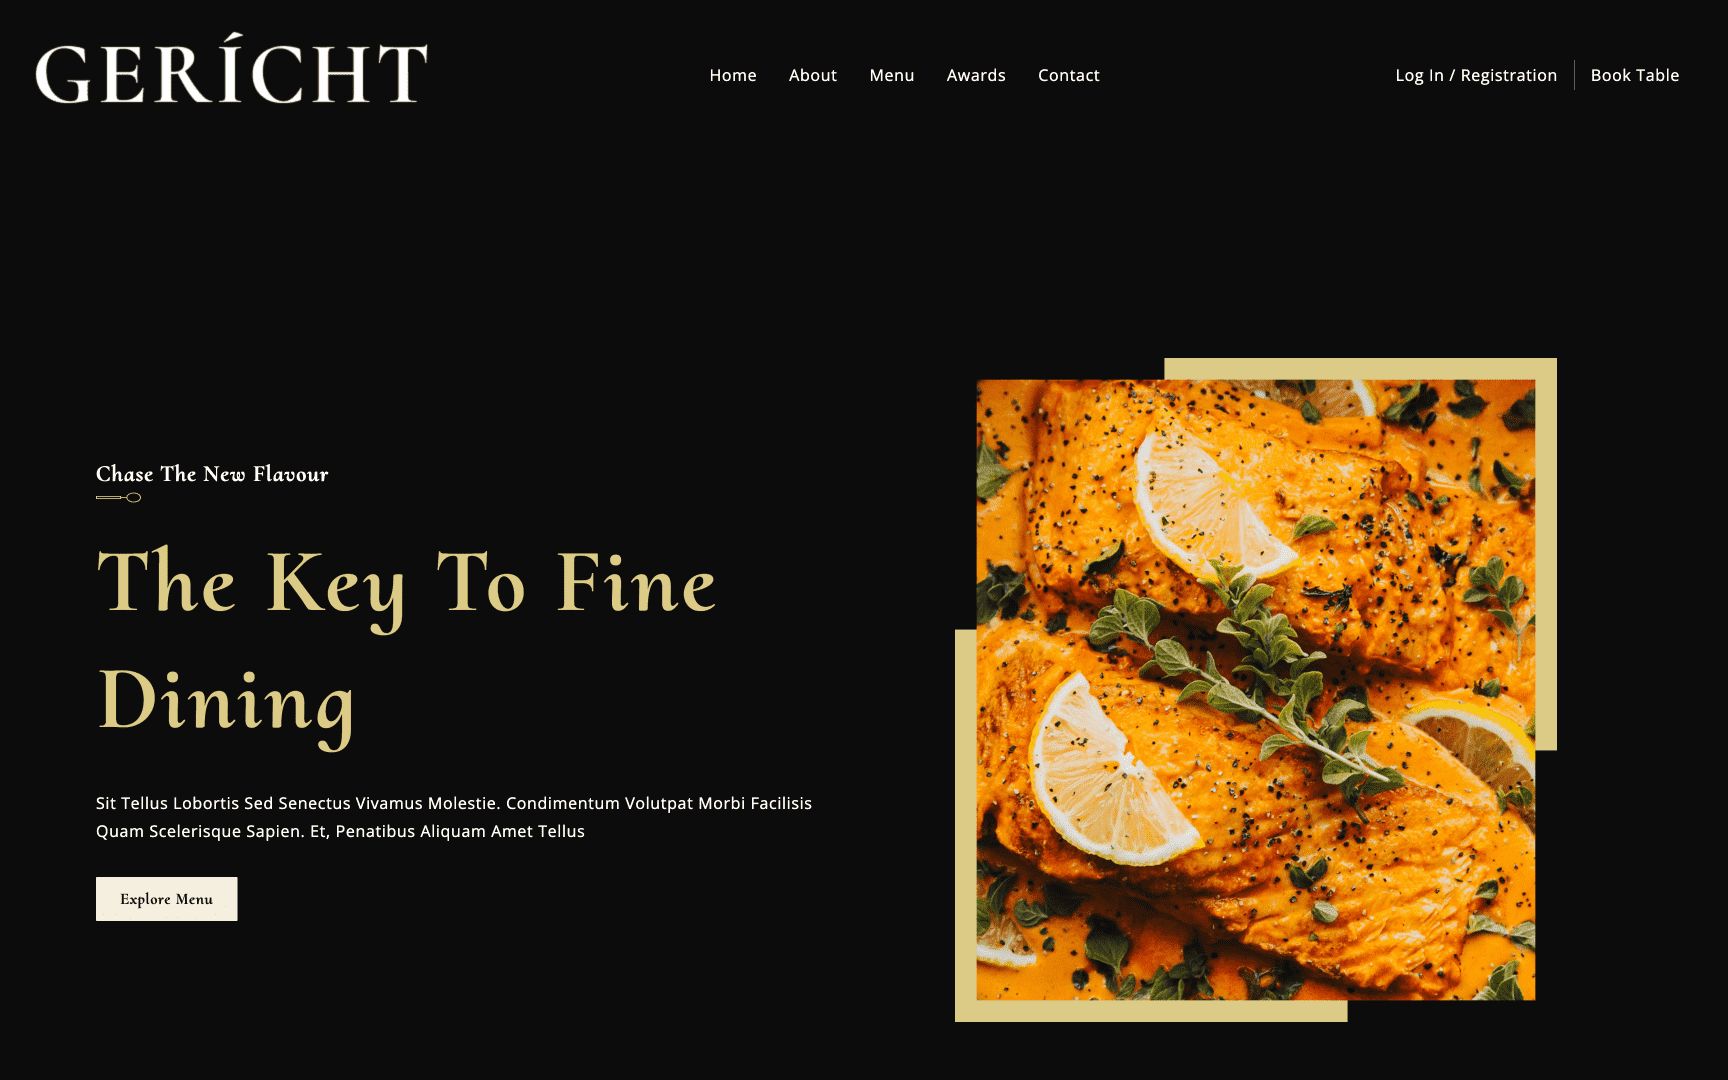 GERÍCHT
Home About Menu Awards Contact
Log In / Registration Book Table
Chase The New Flavour
The Key To Fine
Dining
Sit Tellus Lobortis Sed Senectus Vivamus Molestie. Condimentum Volutpat Morbi Facilisis
Quam Scelerisque Sapien. Et, Penatibus Aliquam Amet Tellus
Explore Menu